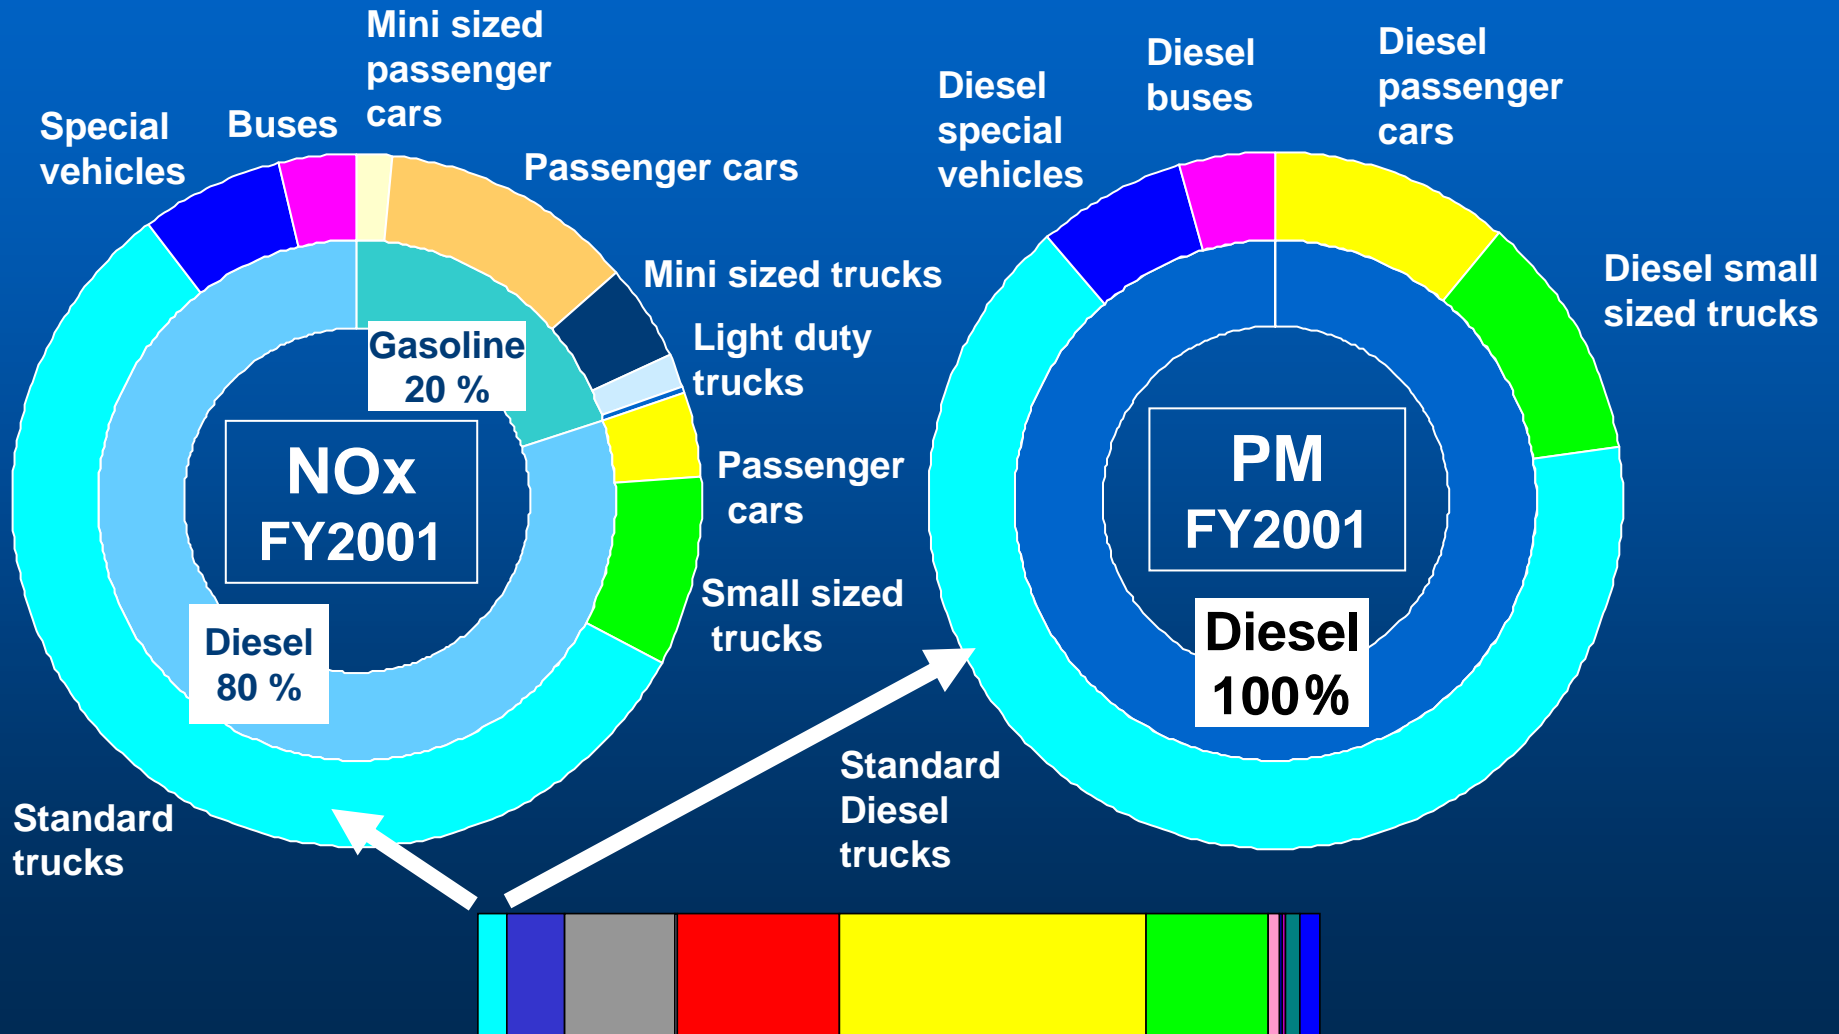 Mini sized
passenger
cars
Special
vehicles
Buses
Passenger cars
Mini sized trucks
Light duty
trucks
Gasoline
20 %
NOx
FY2001
Passenger
cars
Small sized
trucks
Diesel
80 %
Standard
trucks
Diesel
special
vehicles
Diesel
buses
Diesel
passenger
cars
Diesel small
sized trucks
PM
FY2001
Diesel
100%
Standard
Diesel
trucks